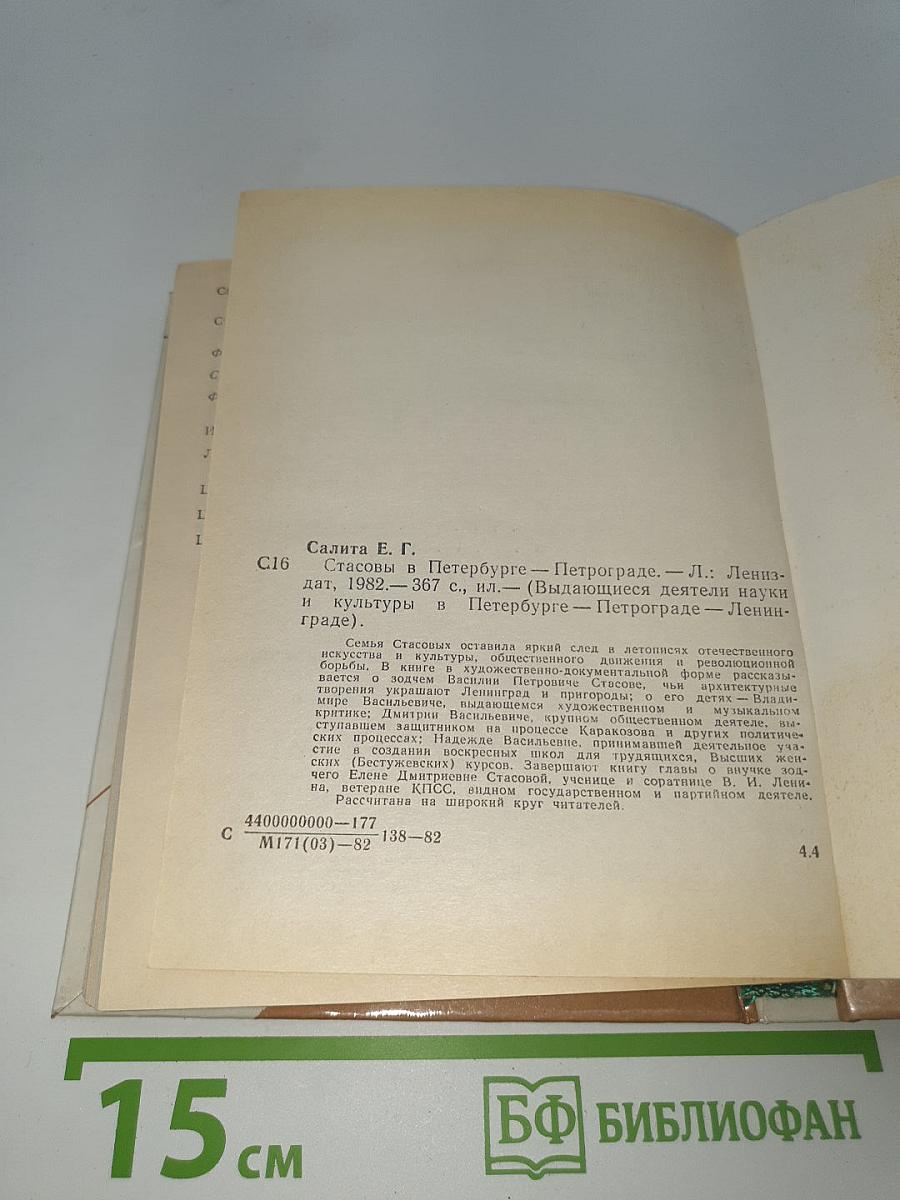 Салита Е. Г.
С16 Стасовы в Петербурге — Петрограде. — Л.: Лениз-
дат, 1982.— 367 с., ил.— (Выдающиеся деятели науки
и культуры в Петербурге — Петрограде — Ленин-
граде).
Семья Стасовых оставила яркий след в летописях отечественного
искусства и культуры, общественного движения и революционной
борьбы. В книге в художественно-документальной форме рассказы-
вается о зодчем Василии Петровиче Стасове, чьи архитектурные
творения украшают Ленинград и пригороды; о его детях — Влади-
мире Васильевиче, выдающемся художественном и музыкальном
критике; Дмитрии Васильевиче, крупном общественном деятеле, вы-
ступавшем защитником на процессе Каракозова и других политиче-
ских процессах; Надежде Васильевне, принимавшей деятельное уча-
стие в создании воскресных школ для трудящихся, Высших жен-
ских (Бестужевских) курсов. Завершают книгу главы о внучке зод-
чего Елене Дмитриевне Стасовой, ученице и соратнице В. И. Лени-
на, ветеране КПСС, видном государственном и партийном деятеле.
Рассчитана на широкий круг читателей.
С 4400000000—177
М171(03)—82 138—82
4.4
15 см
БФ БИБЛИОФАН